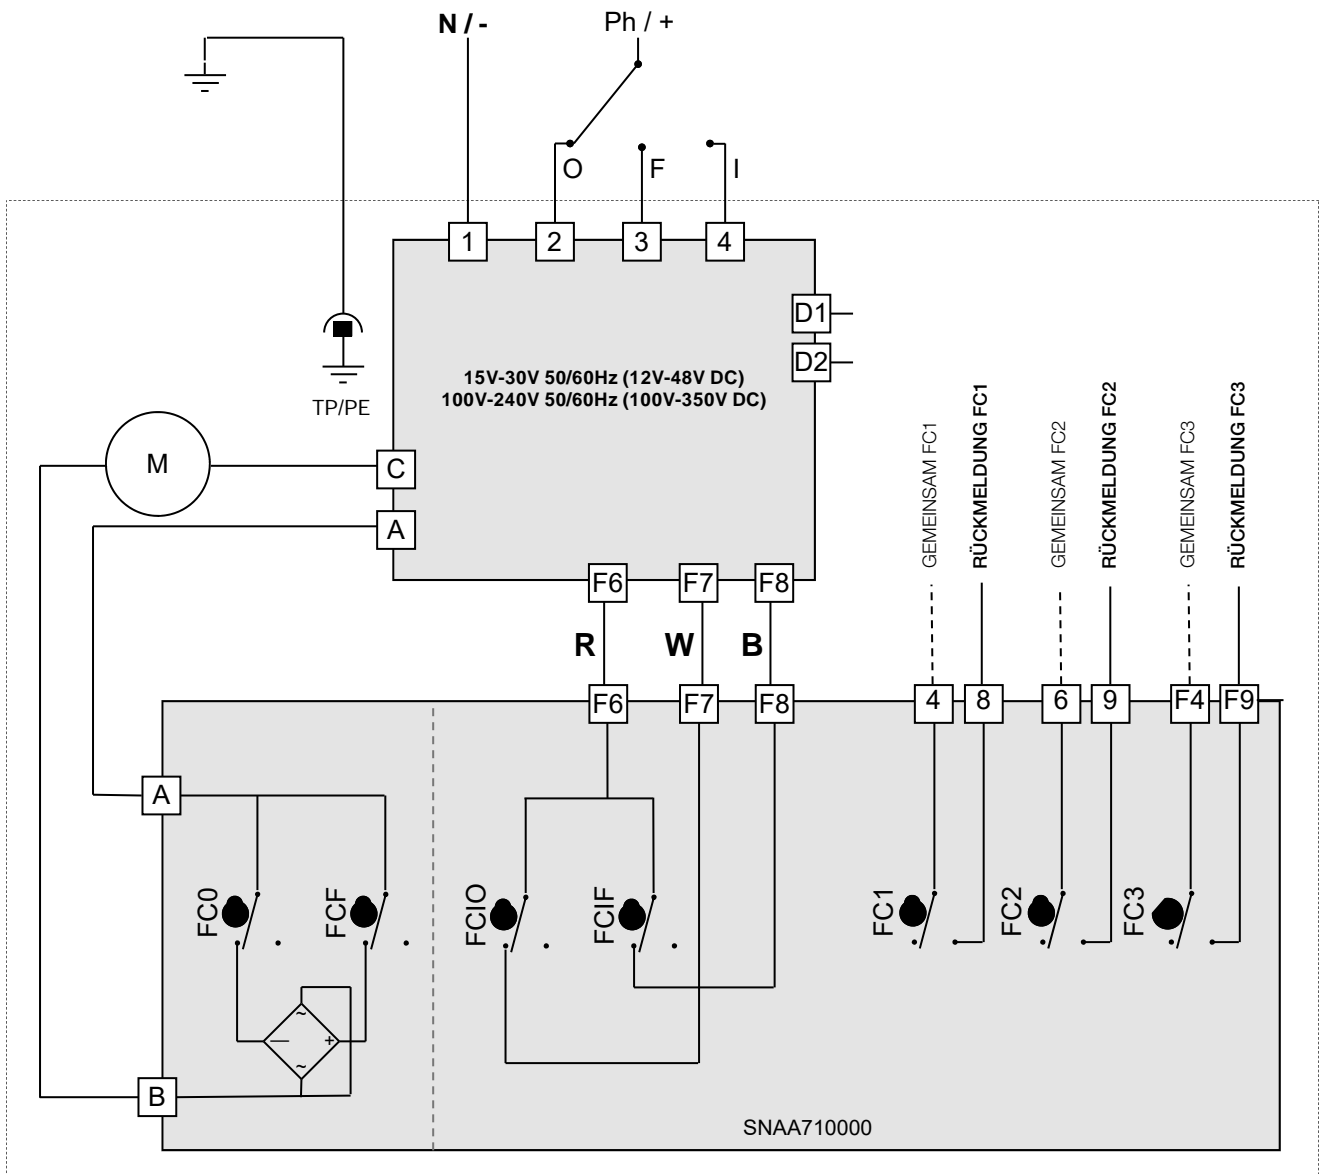 N / -
Ph / +
O
F
I
1
2
3
4
D1
D2
15V-30V 50/60Hz (12V-48V DC)
100V-240V 50/60Hz (100V-350V DC)
TP/PE
M
C
A
F6
F7
F8
R
W
B
GEMEINSAM FC1
RÜCKMELDUNG FC1
GEMEINSAM FC2
RÜCKMELDUNG FC2
GEMEINSAM FC3
RÜCKMELDUNG FC3
F6
F7
F8
4
8
6
9
F4
F9
A
FC0
FCF
FCIO
FCIF
FC1
FC2
FC3
~
—
+
~
B
SNAA710000